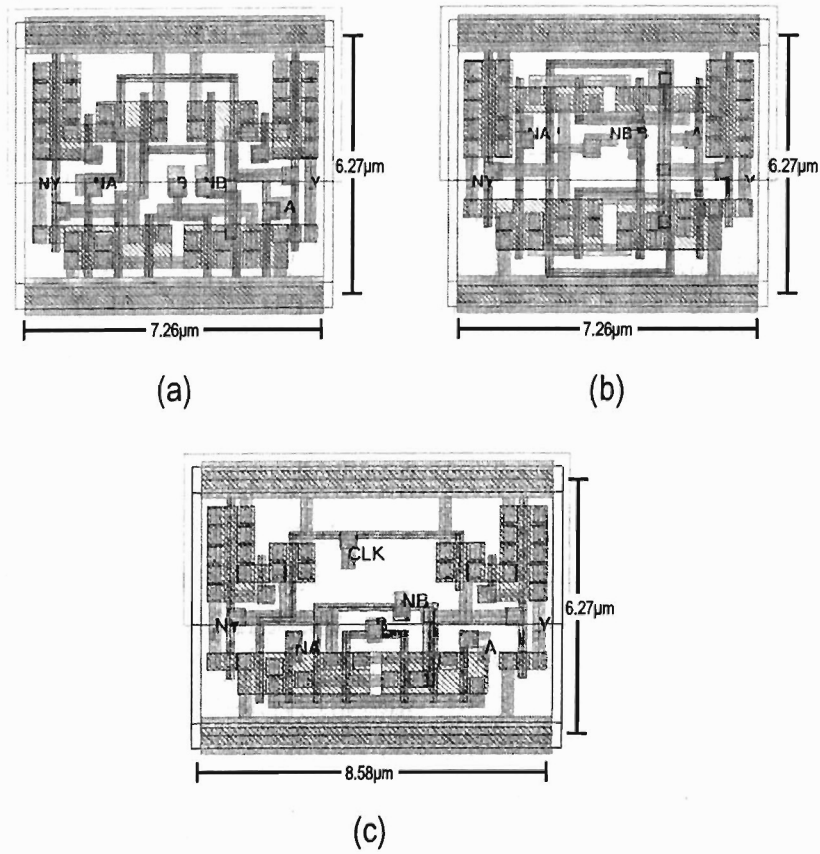 NY NA B NB Y
A
6.27µm
7.26µm
(a)
NA NB B A
NY Y
6.27µm
7.26µm
(b)
CLK
NB
NY Y
NA A
6.27µm
8.58µm
(c)